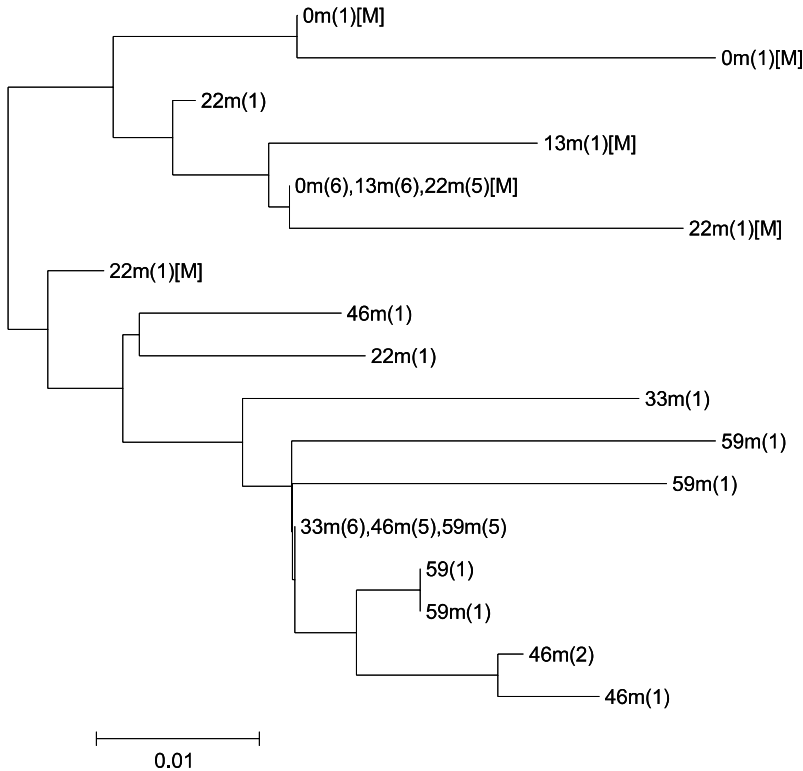 0m(1)[M]
0m(1)[M]
22m(1)
13m(1)[M]
0m(6),13m(6),22m(5)[M]
22m(1)[M]
22m(1)[M]
46m(1)
22m(1)
33m(1)
59m(1)
59m(1)
33m(6),46m(5),59m(5)
59(1)
59m(1)
46m(2)
46m(1)
0.01